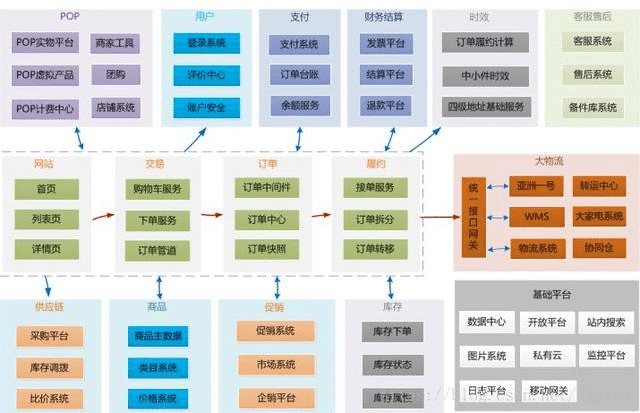 POP
POP实物平台
商家工具
POP虚拟产品
团购
POP计费中心
店铺系统
用户
登录系统
评价中心
账户安全
支付
支付系统
订单台账
余额服务
财务结算
发票平台
结算平台
退款平台
时效
订单履约计算
中小件时效
四级地址基础服务
客服售后
客服系统
售后系统
备件库系统
网站
首页
列表页
详情页
交易
购物车服务
下单服务
订单管道
订单
订单中间件
订单中心
订单快照
履约
接单服务
订单拆分
订单转移
大物流
统一接口网关
亚洲一号
转运中心
WMS
大家电系统
物流系统
协同仓
供应链
采购平台
库存调拨
比价系统
商品
商品主数据
类目系统
价格系统
促销
促销系统
市场系统
企销平台
库存
库存下单
库存状态
库存属性
基础平台
数据中心
开放平台
站内搜索
图片系统
私有云
监控平台
日志平台
移动网关